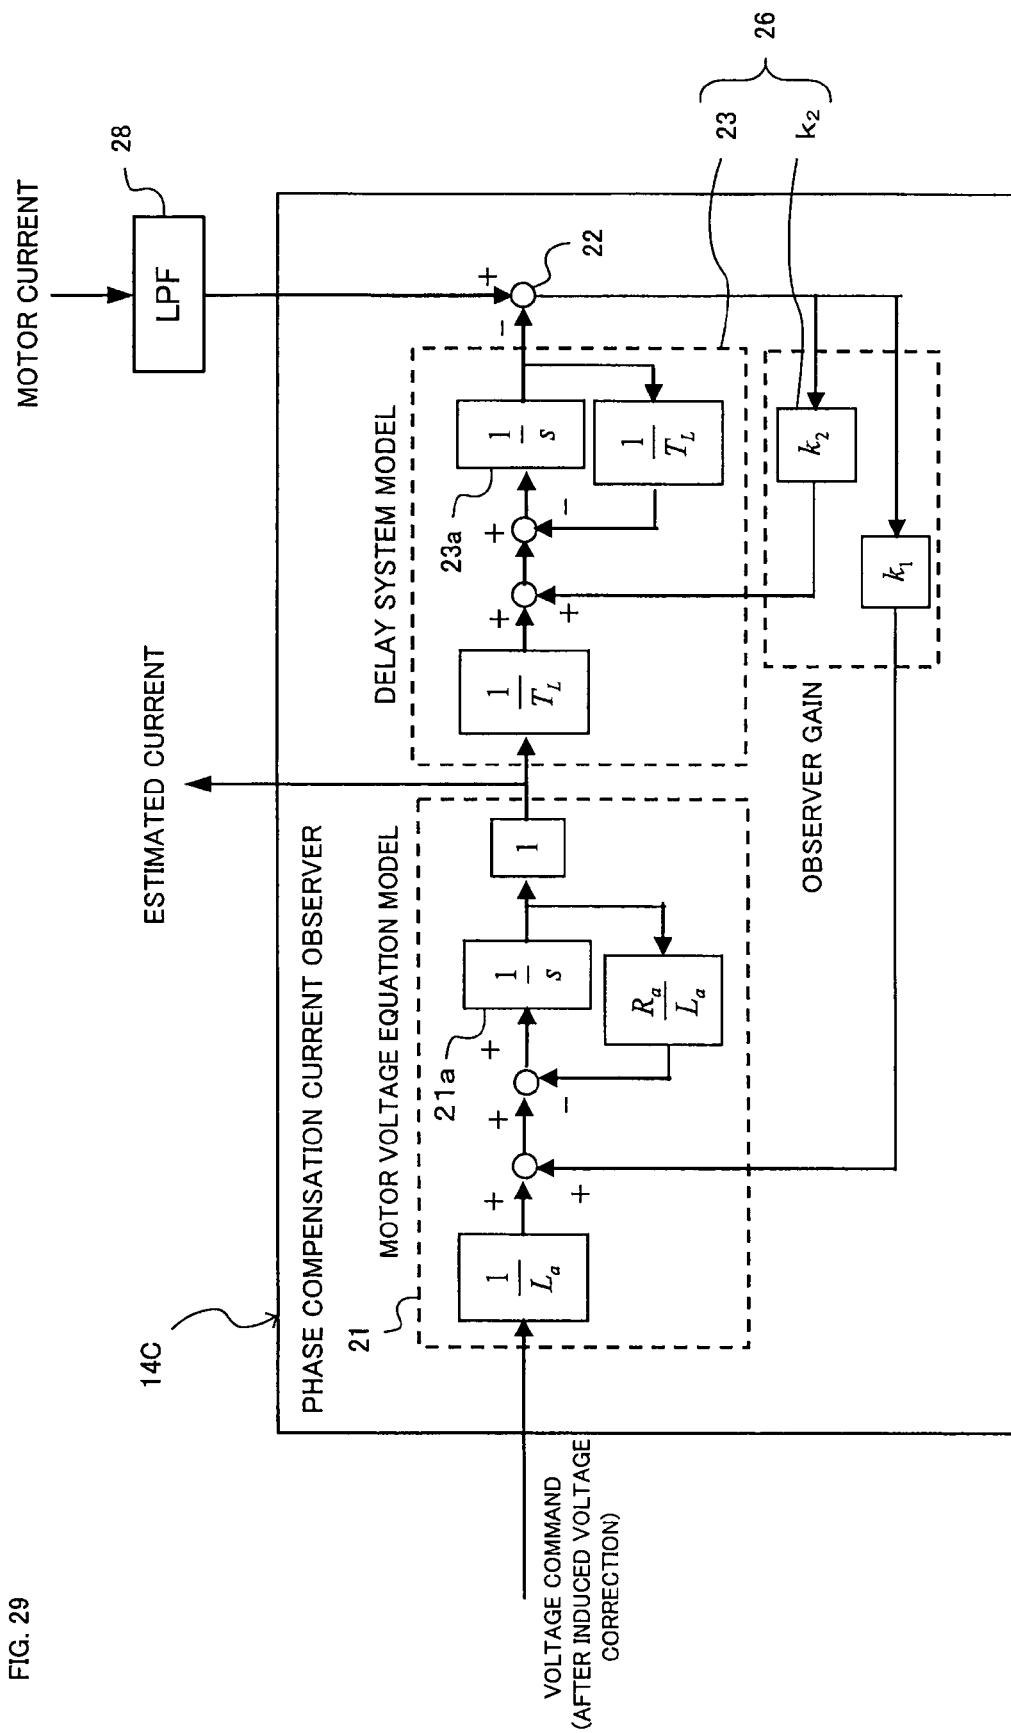 FIG. 29
14C
ESTIMATED CURRENT
MOTOR CURRENT
LPF
28
PHASE COMPENSATION CURRENT OBSERVER
21
MOTOR VOLTAGE EQUATION MODEL
DELAY SYSTEM MODEL
VOLTAGE COMMAND
(AFTER INDUCED VOLTAGE
CORRECTION)
1
L_a
+
+
+
-
+
21a
1
s
R_a
L_a
1
1
T_L
+
+
+
-
23a
1
s
1
T_L
-
+
22
OBSERVER GAIN
k_1
k_2
23
k_2
26